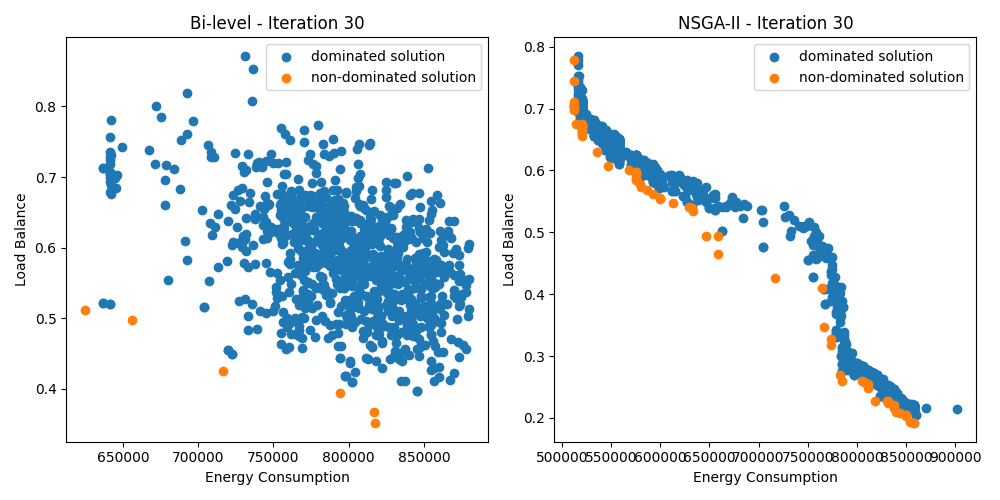 Bi-level - Iteration 30
dominated solution
non-dominated solution
Load Balance
0.8
0.7
0.6
0.5
0.4
650000 700000 750000 800000 850000
Energy Consumption
NSGA-II - Iteration 30
dominated solution
non-dominated solution
Load Balance
0.8
0.7
0.6
0.5
0.4
0.3
0.2
500000 550000 600000 650000 700000 750000 800000 850000 900000
Energy Consumption